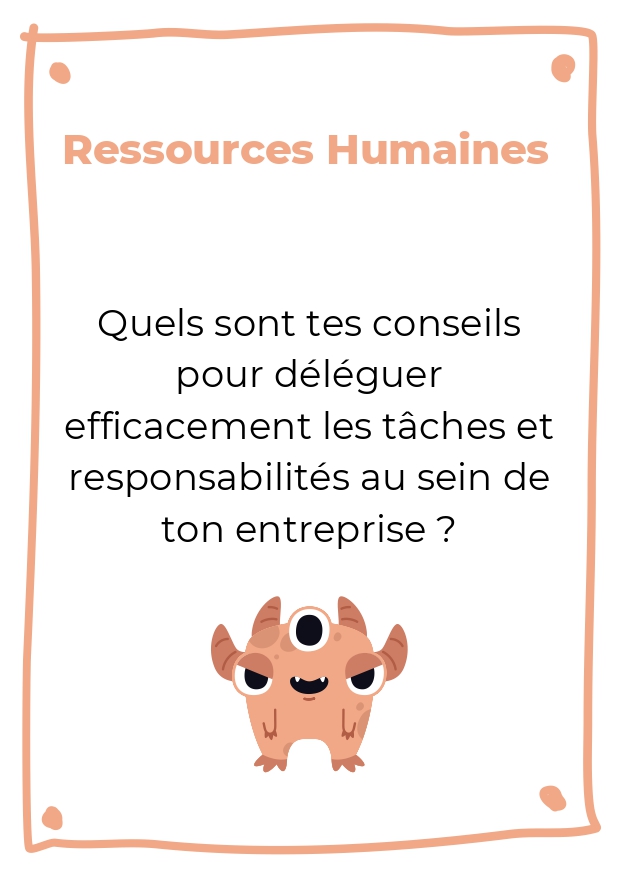 Ressources Humaines
Quels sont tes conseils
pour déléguer
efficacement les tâches et
responsabilités au sein de
ton entreprise ?